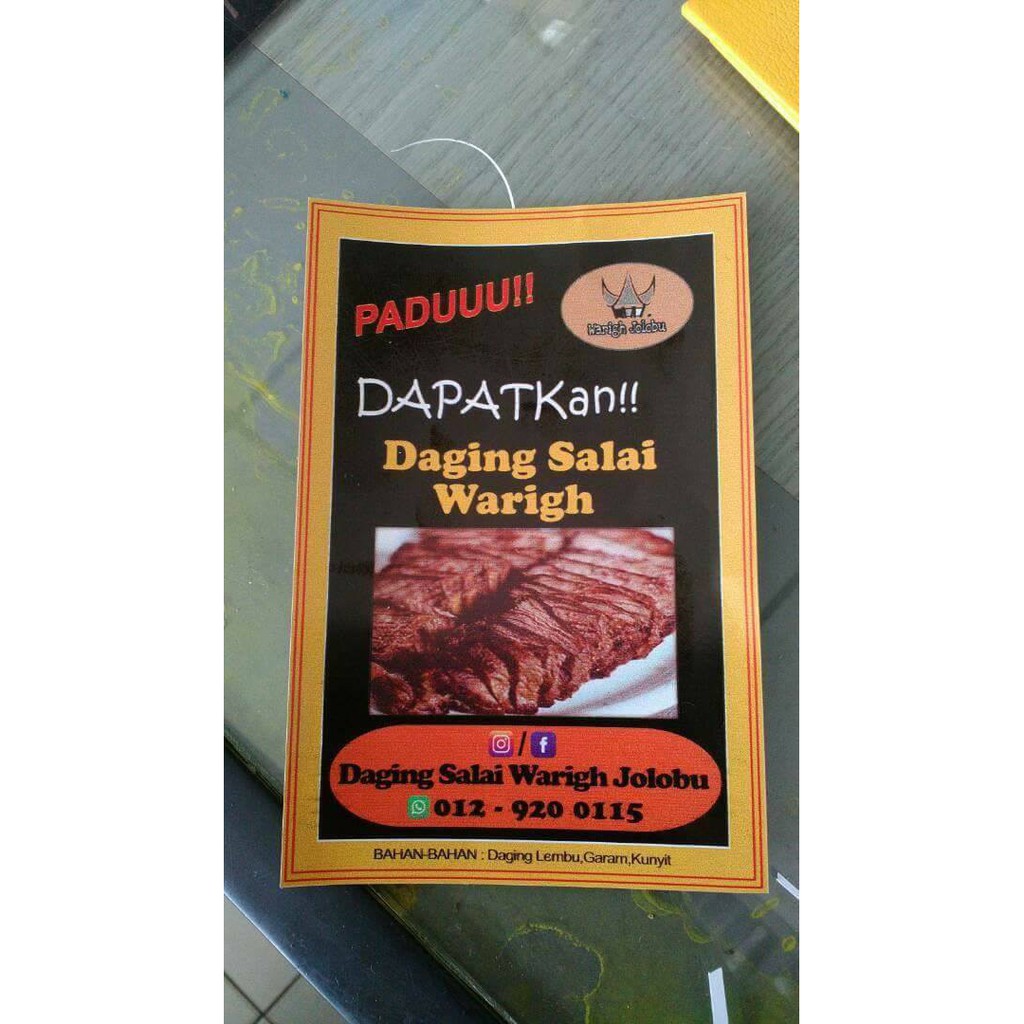 PADUUU!!
Warigh Jolobu
DAPATKan!!
Daging Salai
Warigh
/
Daging Salai Warigh Jolobu
012 - 920 0115
BAHAN-BAHAN : Daging Lembu,Garam,Kunyit